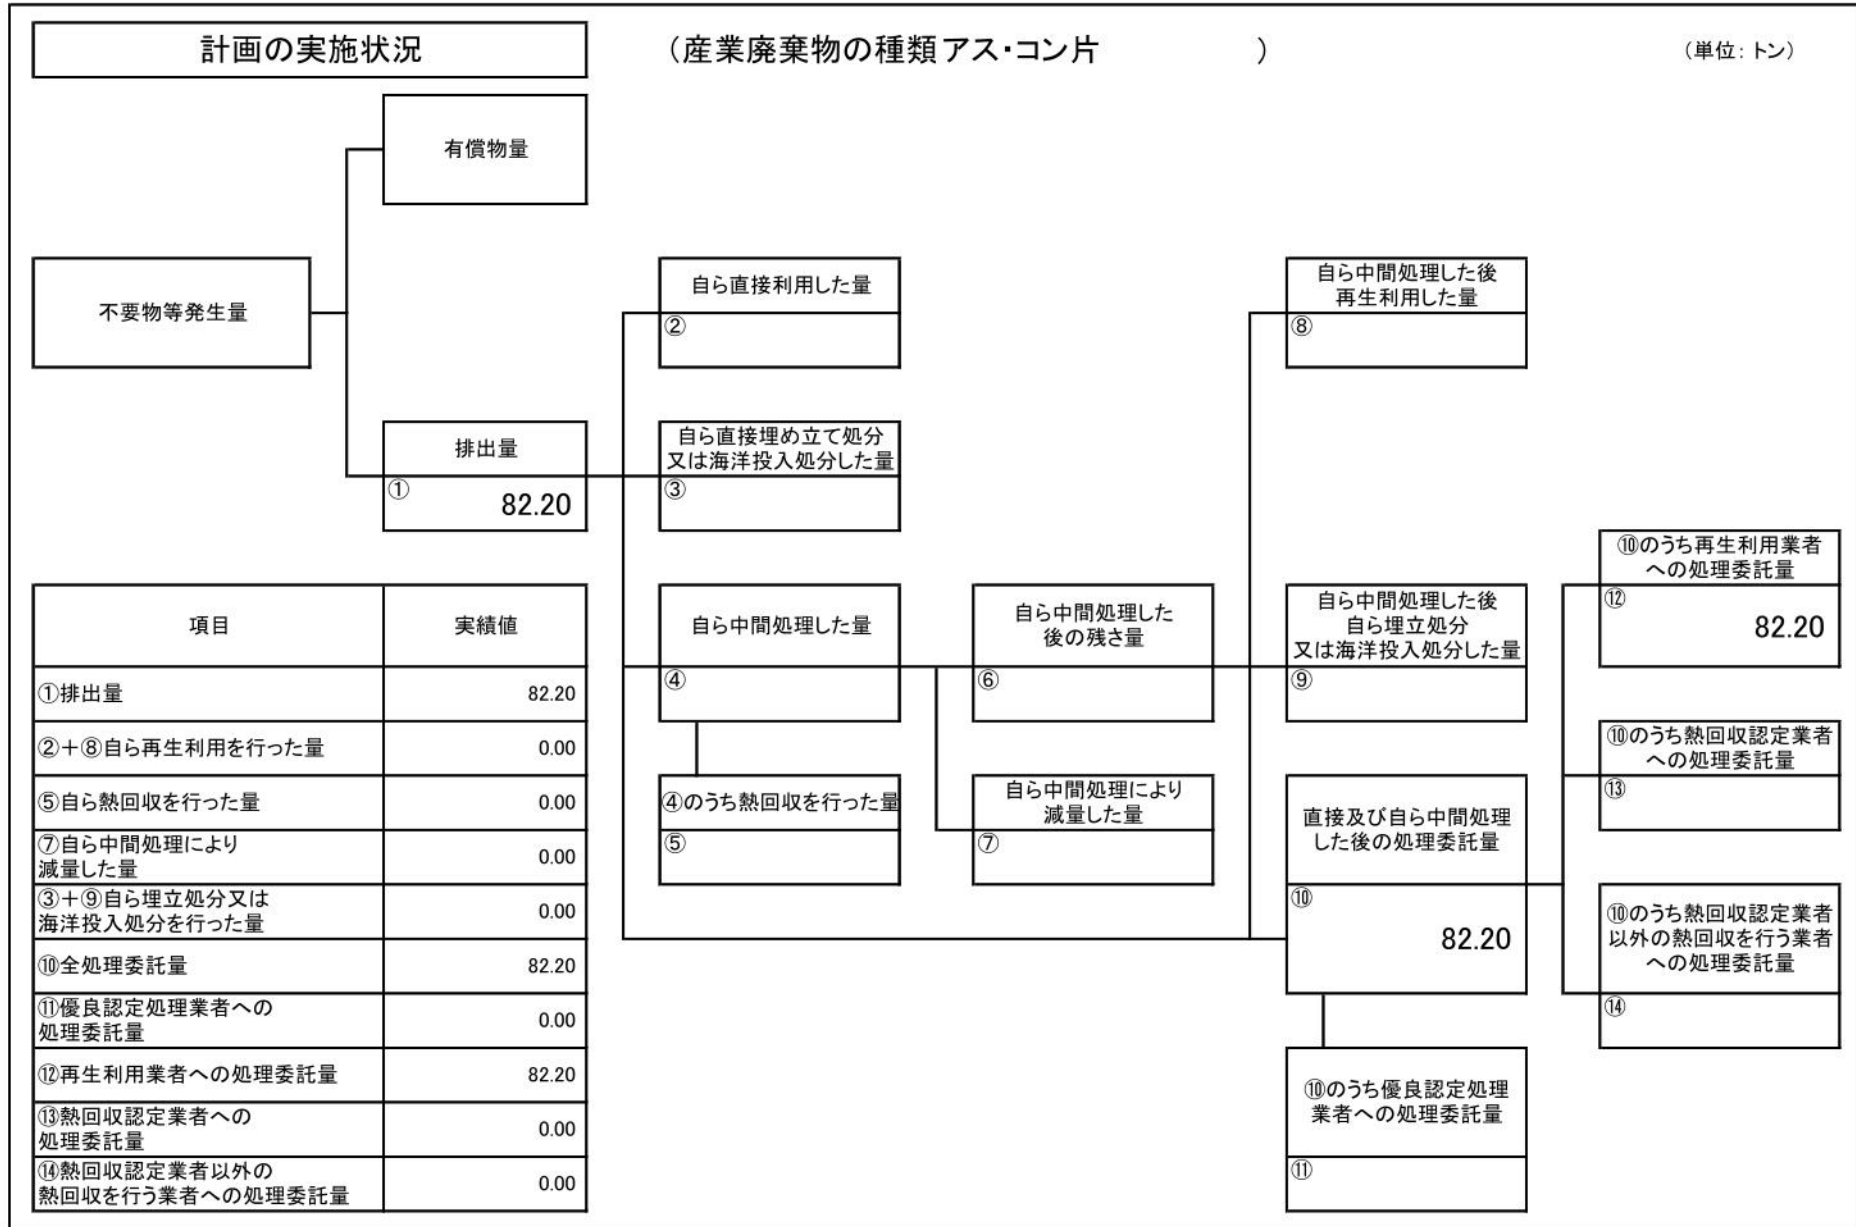 計画の実施状況
（産業廃棄物の種類アス・コン片　　　　　）
（単位：トン）
有償物量
不要物等発生量
自ら直接利用した量
②
自ら中間処理した後
再生利用した量
⑧
排出量
① 82.20
自ら直接埋め立て処分
又は海洋投入処分した量
③
⑩のうち再生利用業者
への処理委託量
⑫ 82.20
自ら中間処理した量
④
自ら中間処理した
後の残さ量
⑥
自ら中間処理した後
自ら埋立処分
又は海洋投入処分した量
⑨
⑩のうち熱回収認定業者
への処理委託量
⑬
④のうち熱回収を行った量
⑤
自ら中間処理により
減量した量
⑦
直接及び自ら中間処理
した後の処理委託量
⑩ 82.20
⑩のうち熱回収認定業者
以外の熱回収を行う業者
への処理委託量
⑭
⑩のうち優良認定処理
業者への処理委託量
⑪
項目 実績値
①排出量 82.20
②＋⑧自ら再生利用を行った量 0.00
⑤自ら熱回収を行った量 0.00
⑦自ら中間処理により
減量した量 0.00
③＋⑨自ら埋立処分又は
海洋投入処分を行った量 0.00
⑩全処理委託量 82.20
⑪優良認定処理業者への
処理委託量 0.00
⑫再生利用業者への処理委託量 82.20
⑬熱回収認定業者への
処理委託量 0.00
⑭熱回収認定業者以外の
熱回収を行う業者への処理委託量 0.00